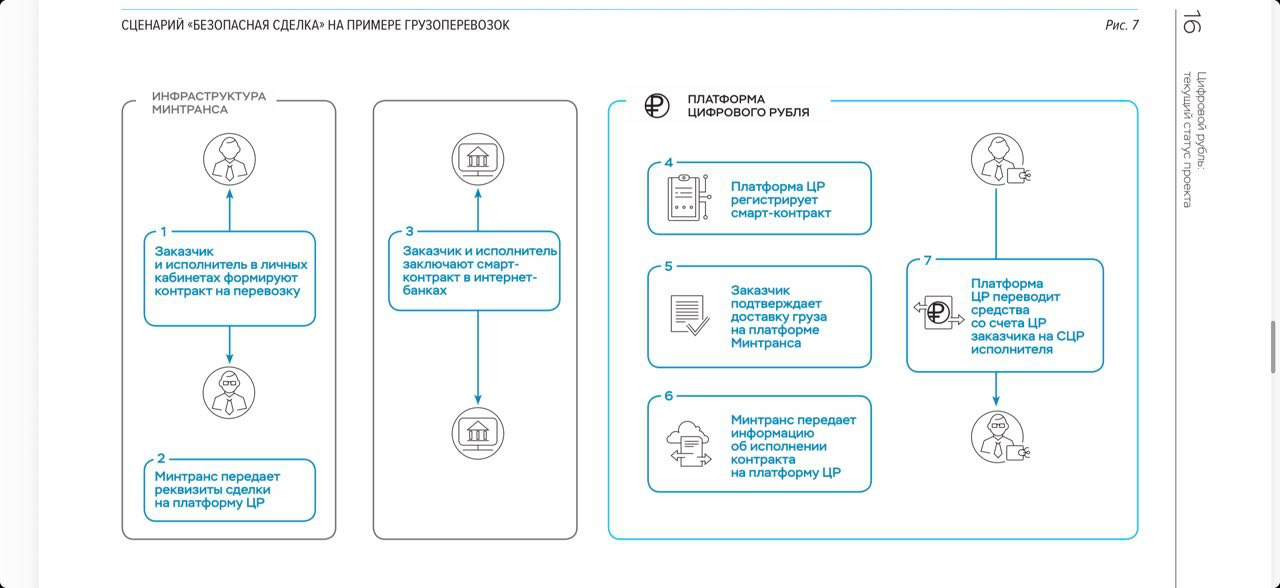 СЦЕНАРИЙ «БЕЗОПАСНАЯ СДЕЛКА» НА ПРИМЕРЕ ГРУЗОПЕРЕВОЗОК
Рис. 7
16
Цифровой рубль:
текущий статус проекта
ИНФРАСТРУКТУРА
МИНТРАНСА
1
Заказчик
и исполнитель в личных
кабинетах формируют
контракт на перевозку
2
Минтранс передает
реквизиты сделки
на платформу ЦР
3
Заказчик и исполнитель
заключают смарт-
контракт в интернет-
банках
ПЛАТФОРМА
ЦИФРОВОГО РУБЛЯ
4
Платформа ЦР
регистрирует
смарт-контракт
5
Заказчик
подтверждает
доставку груза
на платформе
Минтранса
6
Минтранс передает
информацию
об исполнении
контракта
на платформу ЦР
7
Платформа
ЦР переводит
средства
со счета ЦР
заказчика на СЦР
исполнителя